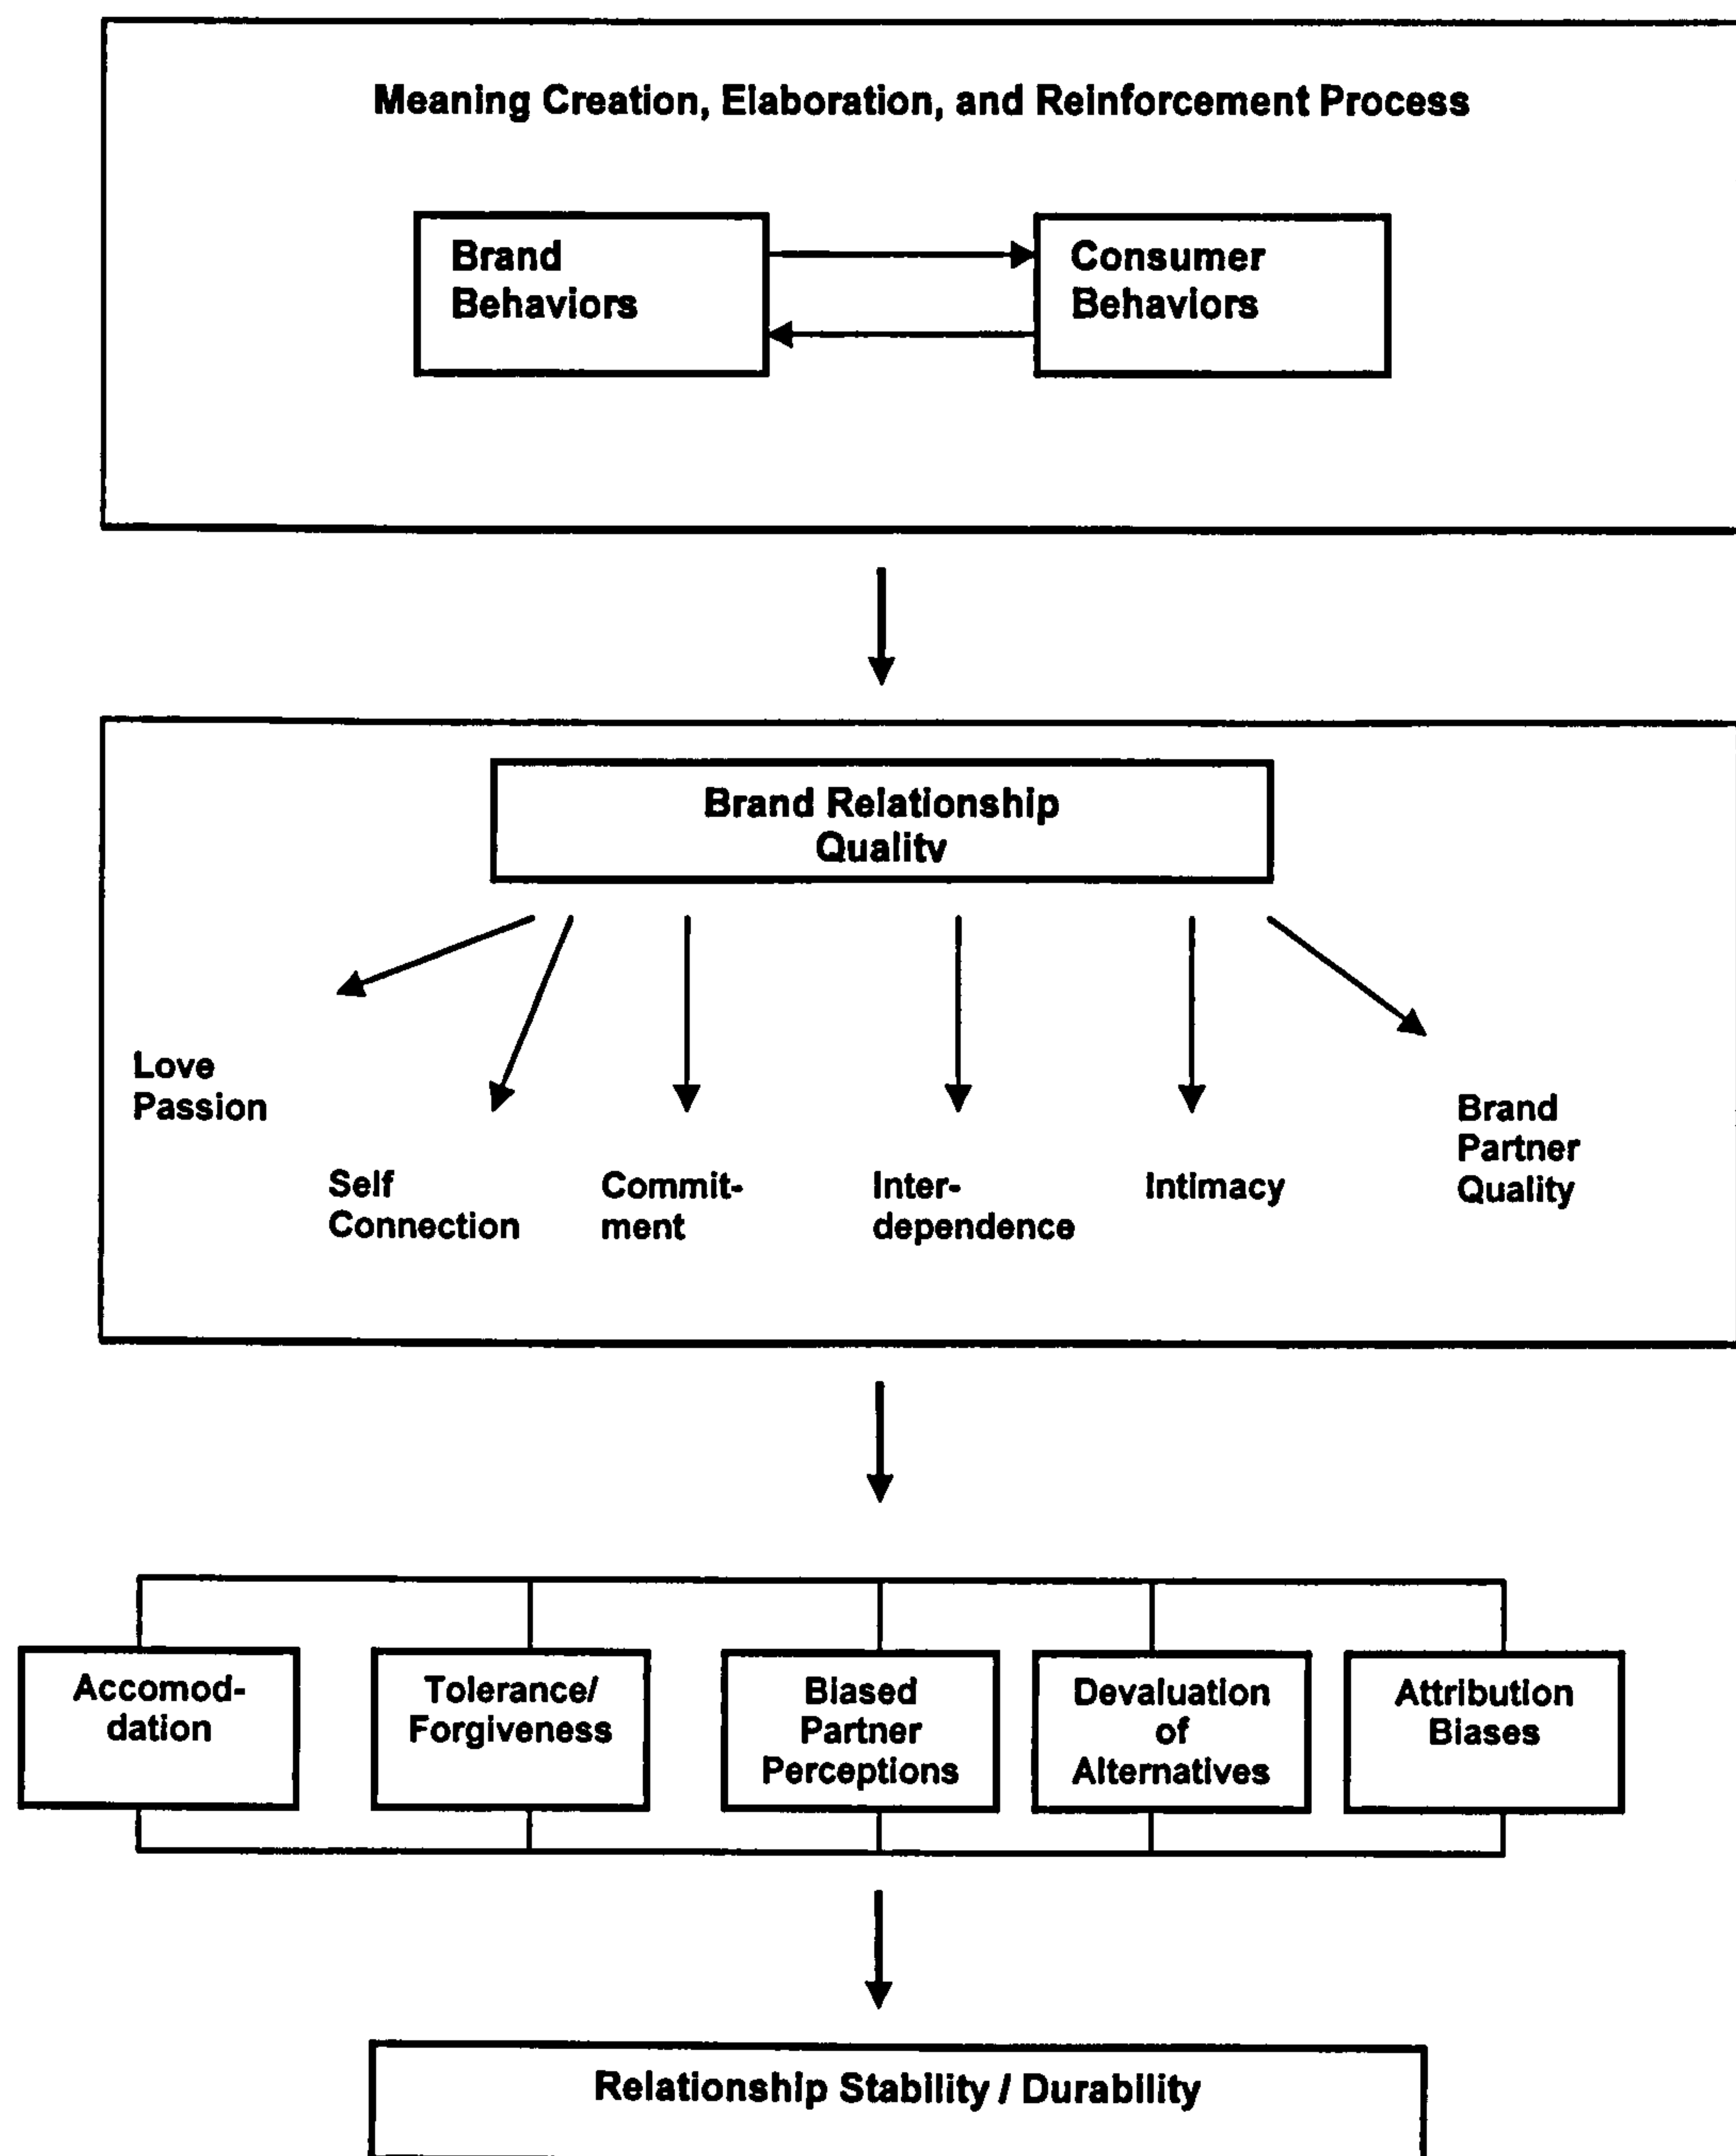 Meaning Creation, Elaboration, and Reinforcement Process
Brand
Behaviors
Consumer
Behaviors
Brand Relationship
Quality
Love
Passion
Self
Connection
Commit-
ment
Inter-
dependence
Intimacy
Brand
Partner
Quality
Accomod-
dation
Tolerance/
Forgiveness
Biased
Partner
Perceptions
Devaluation
of
Alternatives
Attribution
Biases
Relationship Stability / Durability